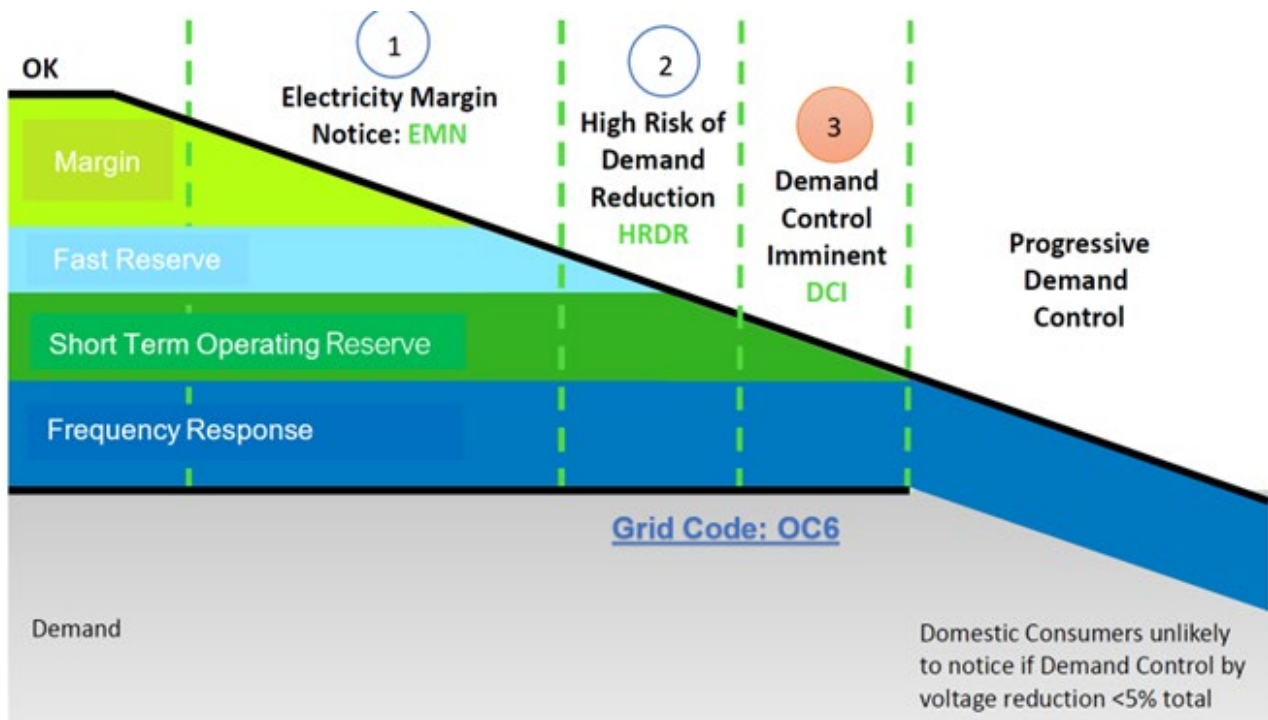 OK
1
Electricity Margin
Notice: EMN
2
High Risk of
Demand
Reduction
HRDR
3
Demand
Control
Imminent
DCI
Progressive
Demand
Control
Margin
Fast Reserve
Short Term Operating Reserve
Frequency Response
Grid Code: OC6
Demand
Domestic Consumers unlikely
to notice if Demand Control by
voltage reduction <5% total